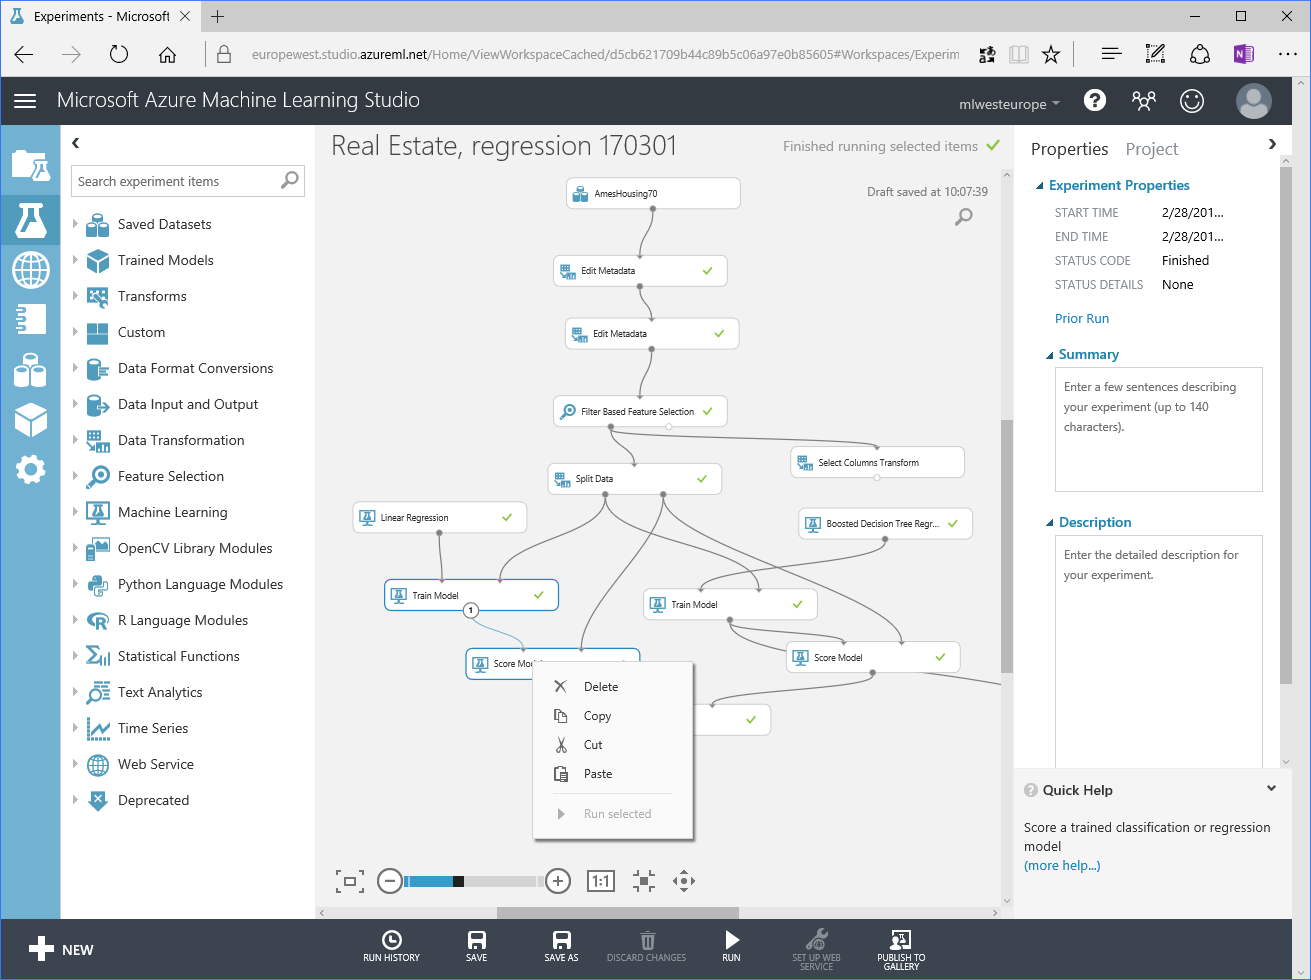 Experiments - Microsoft
europewest.studio.azureml.net/Home/ViewWorkspaceCached/d5cb621709b44c89b5c06a97e0b85605#Workspaces/Experim
Microsoft Azure Machine Learning Studio
mlwesteurope
Search experiment items
Saved Datasets
Trained Models
Transforms
Custom
Data Format Conversions
Data Input and Output
Data Transformation
Feature Selection
Machine Learning
OpenCV Library Modules
Python Language Modules
R Language Modules
Statistical Functions
Text Analytics
Time Series
Web Service
Deprecated
Real Estate, regression 170301
Finished running selected items
Draft saved at 10:07:39
AmesHousing70
Edit Metadata
Edit Metadata
Filter Based Feature Selection
Select Columns Transform
Split Data
Linear Regression
Boosted Decision Tree Regr...
Train Model
1
Train Model
Score Model
Score Mo
Delete
Copy
Cut
Paste
Run selected
1:1
Properties
Project
Experiment Properties
START TIME 2/28/201...
END TIME 2/28/201...
STATUS CODE Finished
STATUS DETAILS None
Prior Run
Summary
Enter a few sentences describing
your experiment (up to 140
characters).
Description
Enter the detailed description for
your experiment.
Quick Help
Score a trained classification or regression
model
(more help...)
NEW
RUN HISTORY
SAVE
SAVE AS
DISCARD CHANGES
RUN
SET UP WEB
SERVICE
PUBLISH TO
GALLERY